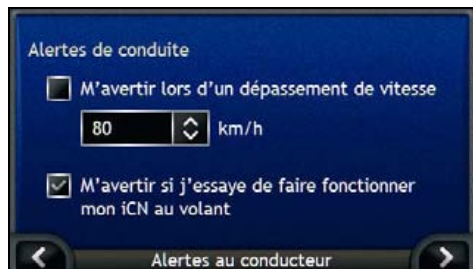 Alertes de conduite
M'avertir lors d'un dépassement de vitesse
80 km/h
M'avertir si j'essaye de faire fonctionner
mon iCN au volant
Alertes au conducteur